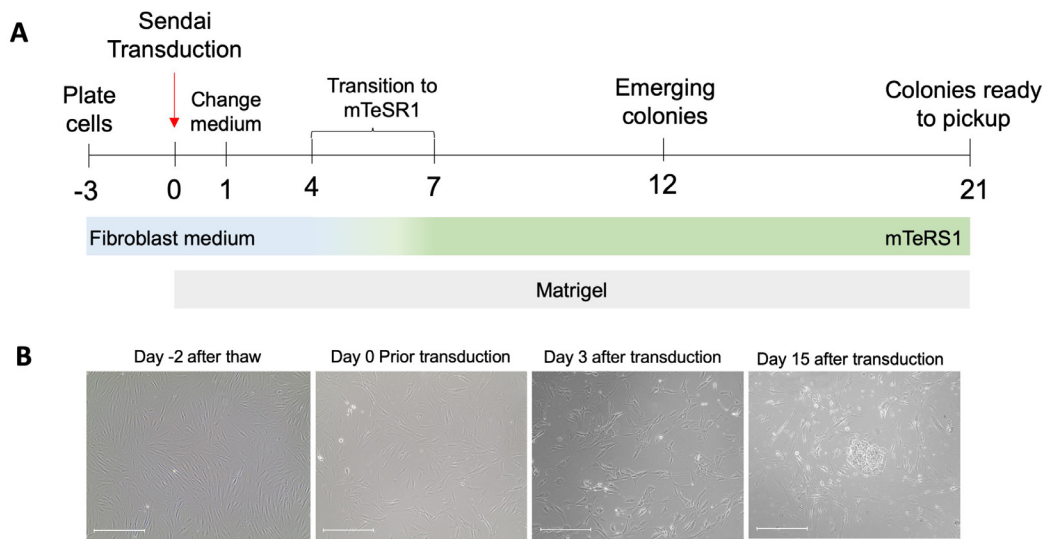 A
Sendai
Transduction
Plate
cells
Change
medium
Transition to
mTeSR1
Emerging
colonies
Colonies ready
to pickup
-3 0 1 4 7 12 21
Fibroblast medium mTeRS1
Matrigel
B
Day -2 after thaw Day 0 Prior transduction Day 3 after transduction Day 15 after transduction